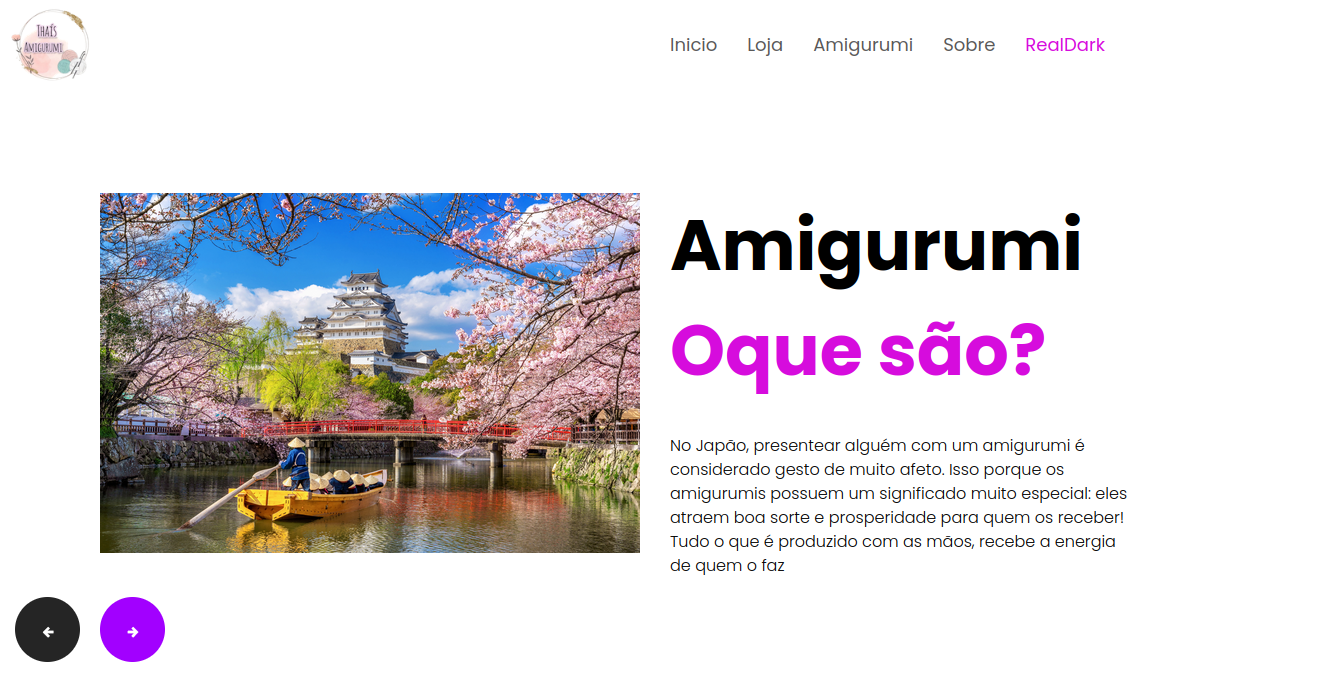 THAÍS
AMIGURUMI
Inicio Loja Amigurumi Sobre RealDark
Amigurumi
Oque são?
No Japão, presentear alguém com um amigurumi é
considerado gesto de muito afeto. Isso porque os
amigurumis possuem um significado muito especial: eles
atraem boa sorte e prosperidade para quem os receber!
Tudo o que é produzido com as mãos, recebe a energia
de quem o faz